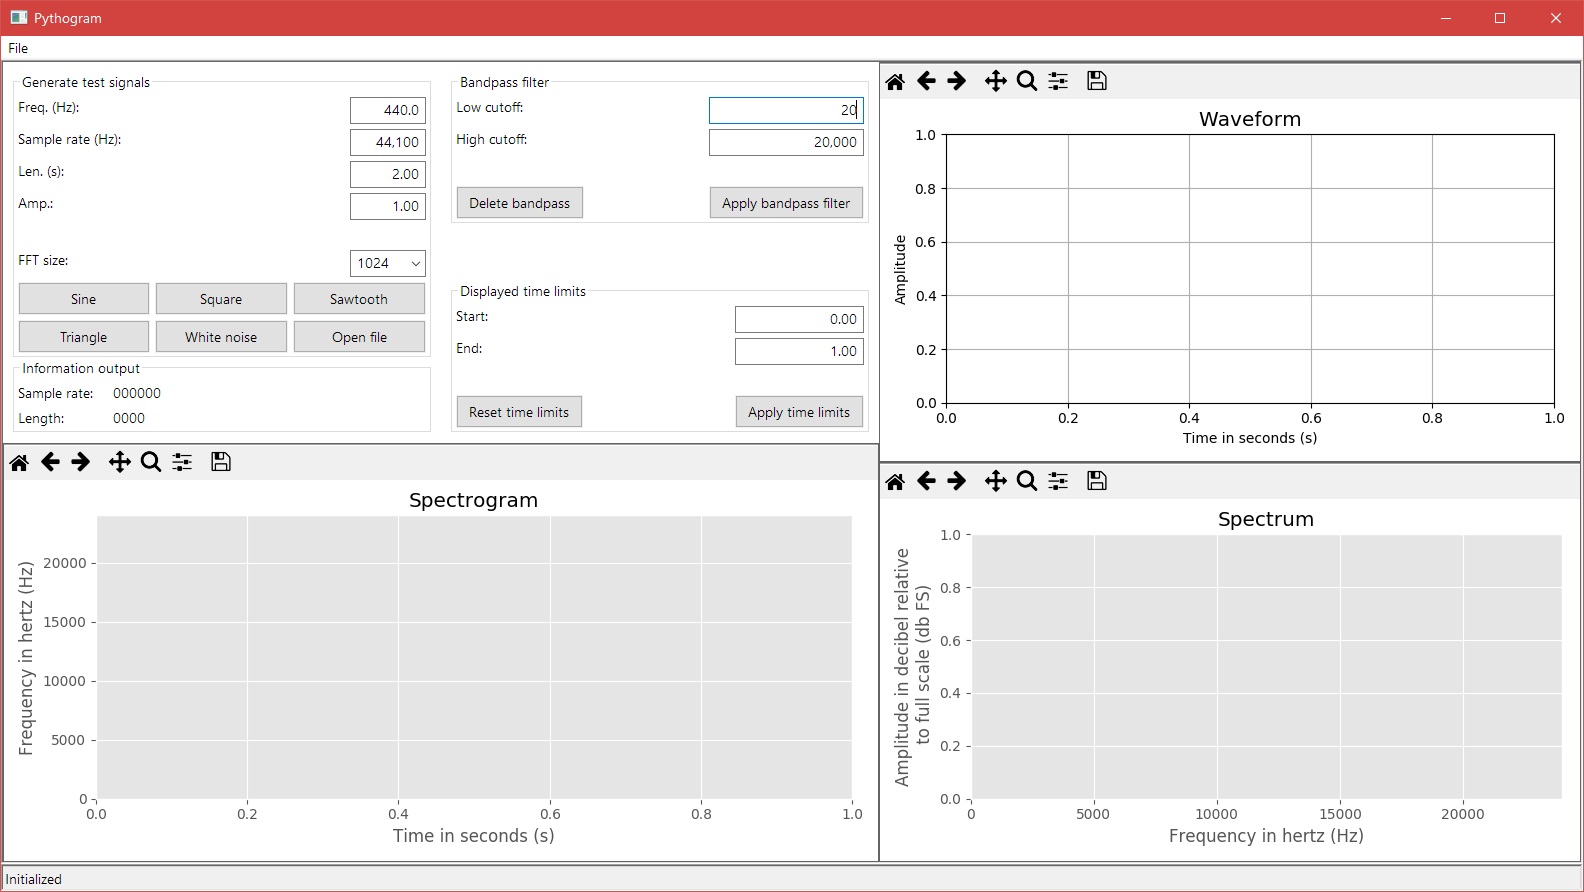 Pythogram
File
Generate test signals
Freq. (Hz): 440.0
Sample rate (Hz): 44,100
Len. (s): 2.00
Amp.: 1.00
FFT size: 1024
Sine Square Sawtooth
Triangle White noise Open file
Information output
Sample rate: 000000
Length: 0000
Bandpass filter
Low cutoff: 20
High cutoff: 20,000
Delete bandpass Apply bandpass filter
Displayed time limits
Start: 0.00
End: 1.00
Reset time limits Apply time limits
Waveform
1.0
0.8
0.6
0.4
0.2
0.0
Amplitude
0.0 0.2 0.4 0.6 0.8 1.0
Time in seconds (s)
Spectrogram
20000
15000
10000
5000
0
Frequency in hertz (Hz)
0.0 0.2 0.4 0.6 0.8 1.0
Time in seconds (s)
Spectrum
1.0
0.8
0.6
0.4
0.2
0.0
Amplitude in decibel relative
to full scale (db FS)
0 5000 10000 15000 20000
Frequency in hertz (Hz)
Initialized